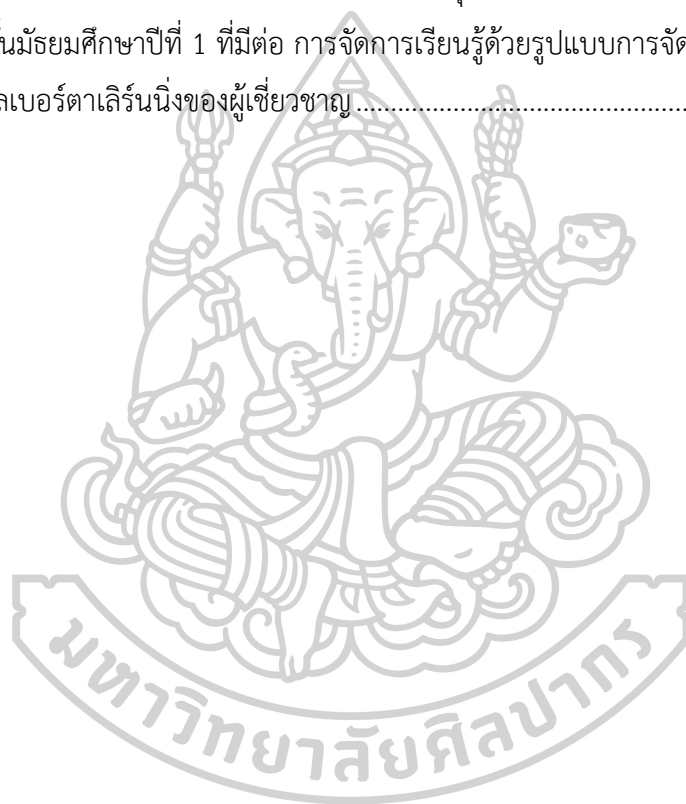 ั้นมัธยมศึกษาปีที่ 1 ที่มีต่อ การจัดการเรียนรู้ด้วยรูปแบบการจัด
ลเบอร์ตาเลิร์นนิ่งของผู้เชี่ยวชาญ
มหาวิทยาลัยศิลปากร